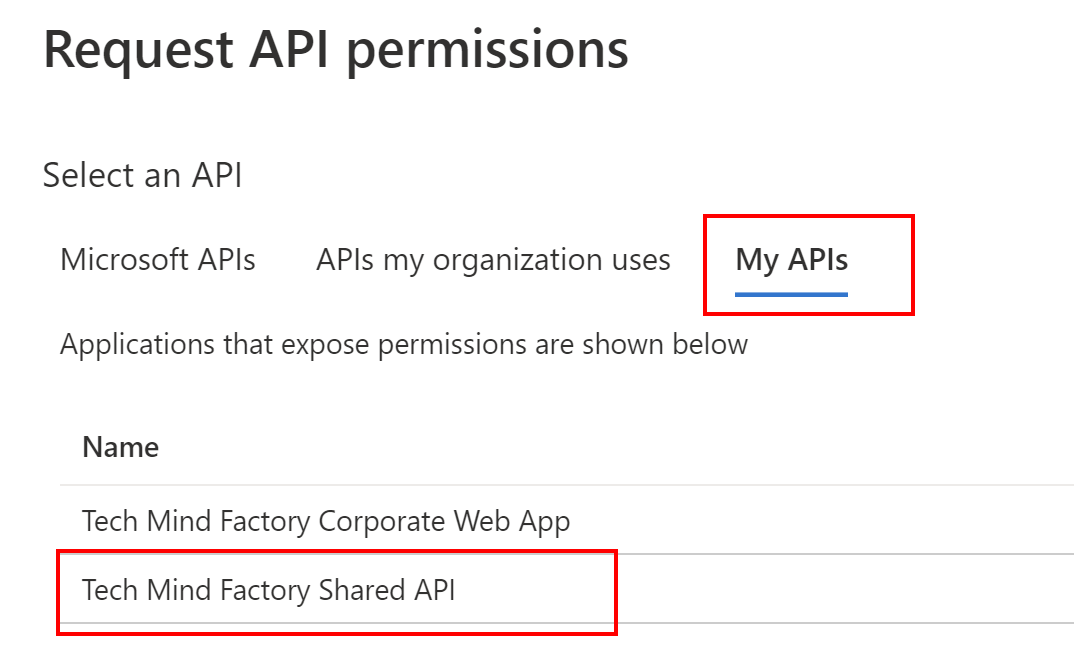 Request API permissions
Select an API
Microsoft APIs APIs my organization uses My APIs
Applications that expose permissions are shown below
Name
Tech Mind Factory Corporate Web App
Tech Mind Factory Shared API